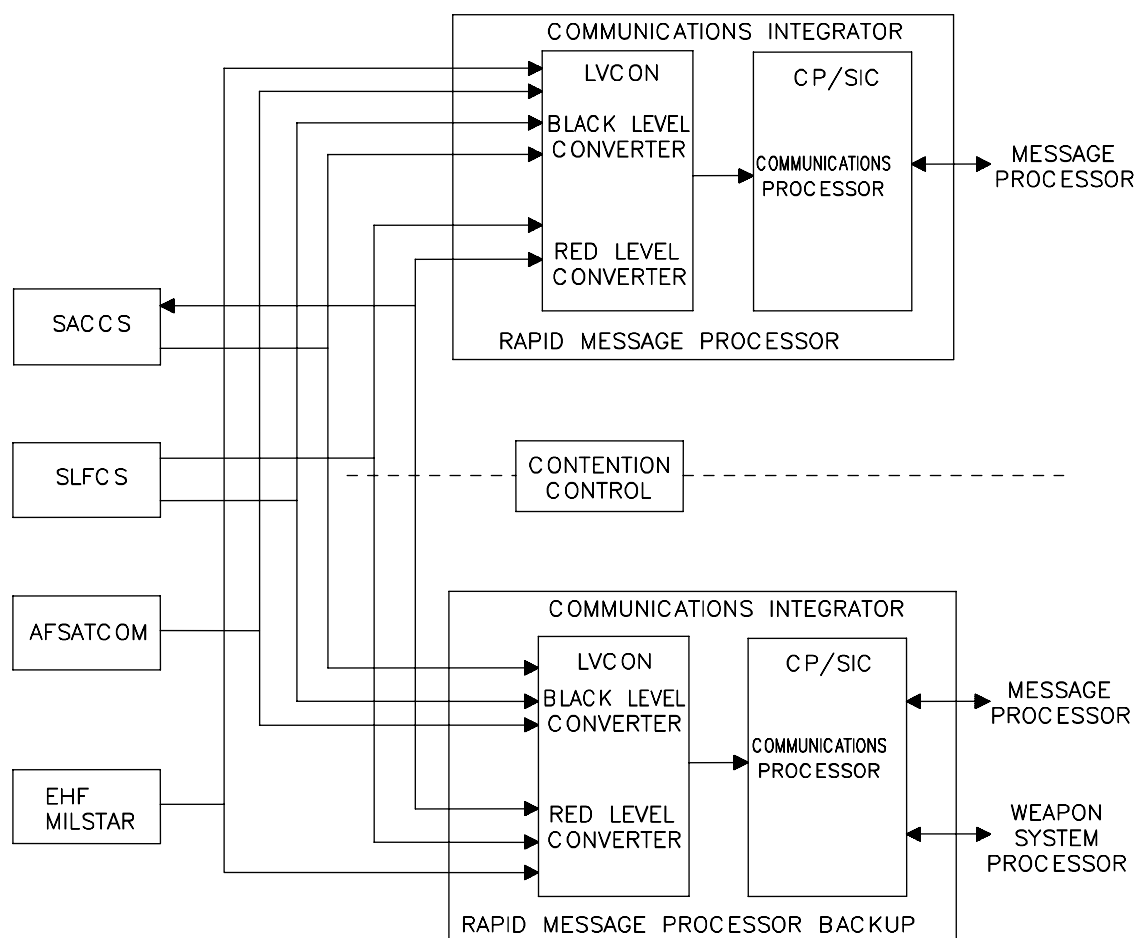 COMMUNICATIONS INTEGRATOR
LVCON
BLACK LEVEL
CONVERTER
RED LEVEL
CONVERTER
CP/SIC
COMMUNICATIONS
PROCESSOR
RAPID MESSAGE PROCESSOR
MESSAGE
PROCESSOR
SACCS
SLFCS
AFSATCOM
EHF
MILSTAR
CONTENTION
CONTROL
COMMUNICATIONS INTEGRATOR
LVCON
BLACK LEVEL
CONVERTER
RED LEVEL
CONVERTER
CP/SIC
COMMUNICATIONS
PROCESSOR
RAPID MESSAGE PROCESSOR BACKUP
MESSAGE
PROCESSOR
WEAPON
SYSTEM
PROCESSOR